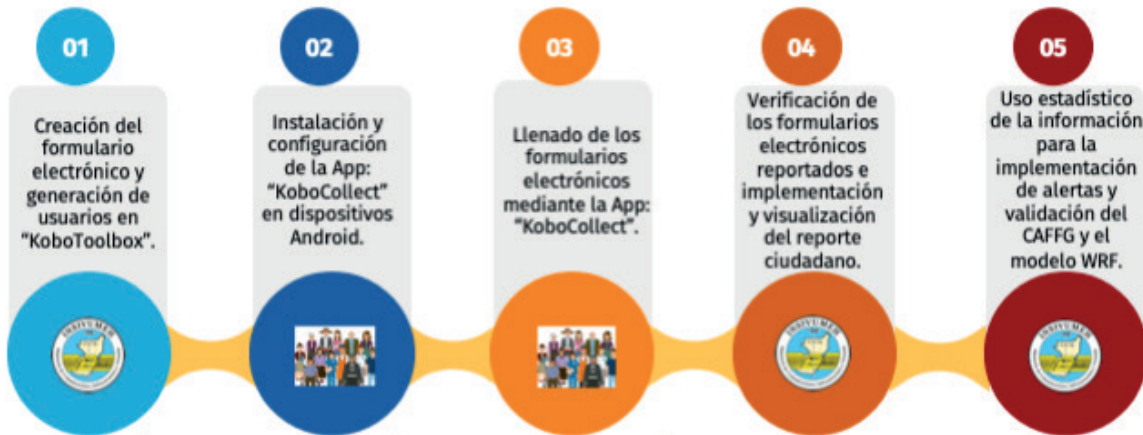 01
Creación del
formulario
electrónico y
generación de
usuarios en
“KoboToolbox”.
02
Instalación y
configuración
de la App:
“KoboCollect”
en dispositivos
Android.
03
Llenado de los
formularios
electrónicos
mediante la App:
“KoboCollect”.
04
Verificación de
los formularios
electrónicos
reportados e
implementación
y visualización
del reporte
ciudadano.
05
Uso estadístico
de la información
para la
implementación
de alertas y
validación del
CAFFG y el
modelo WRF.
INSIVUMEH
INSIVUMEH
INSIVUMEH